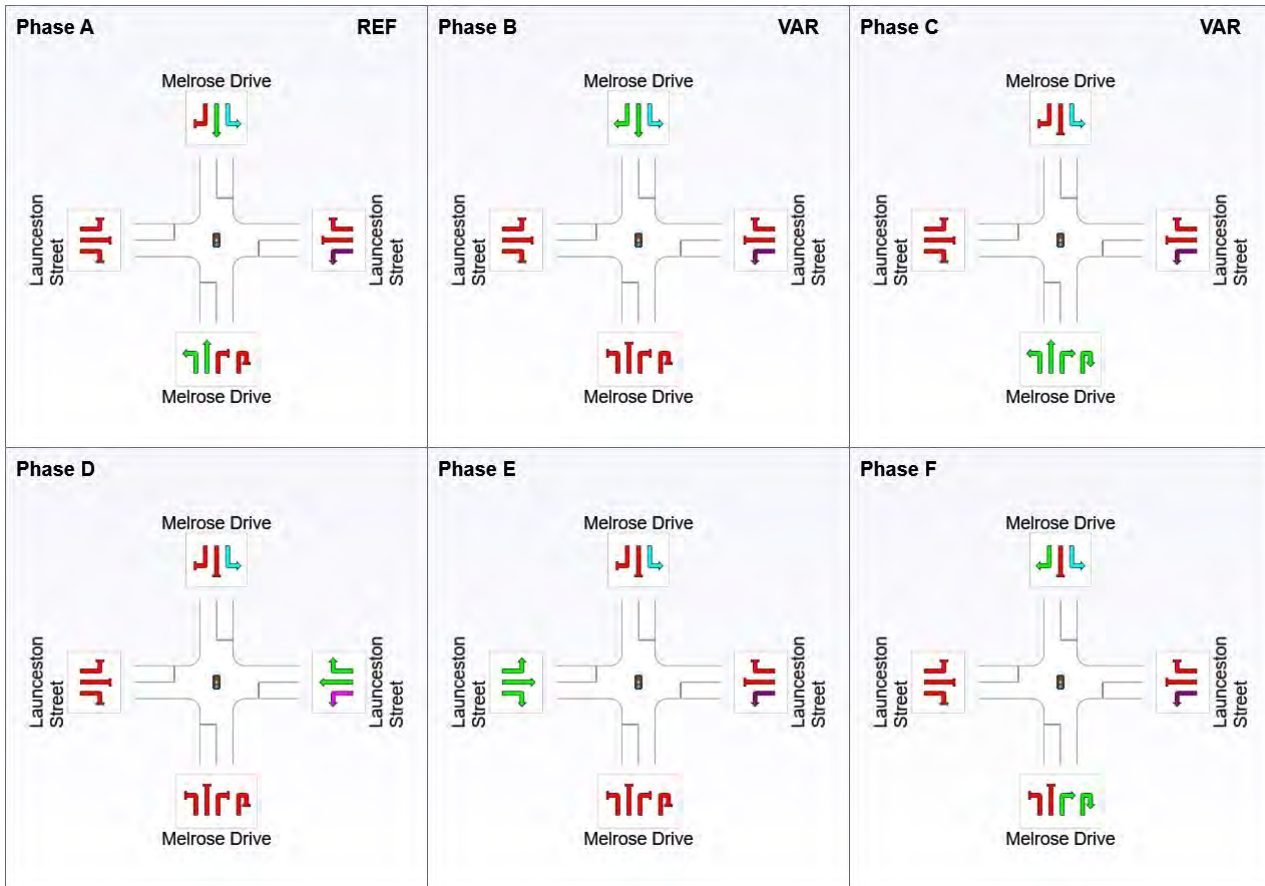 Phase A REF
Melrose Drive
Launceston
Street
Launceston
Street
Melrose Drive
Phase B VAR
Melrose Drive
Launceston
Street
Launceston
Street
Melrose Drive
Phase C VAR
Melrose Drive
Launceston
Street
Launceston
Street
Melrose Drive
Phase D
Melrose Drive
Launceston
Street
Launceston
Street
Melrose Drive
Phase E
Melrose Drive
Launceston
Street
Launceston
Street
Melrose Drive
Phase F
Melrose Drive
Launceston
Street
Launceston
Street
Melrose Drive